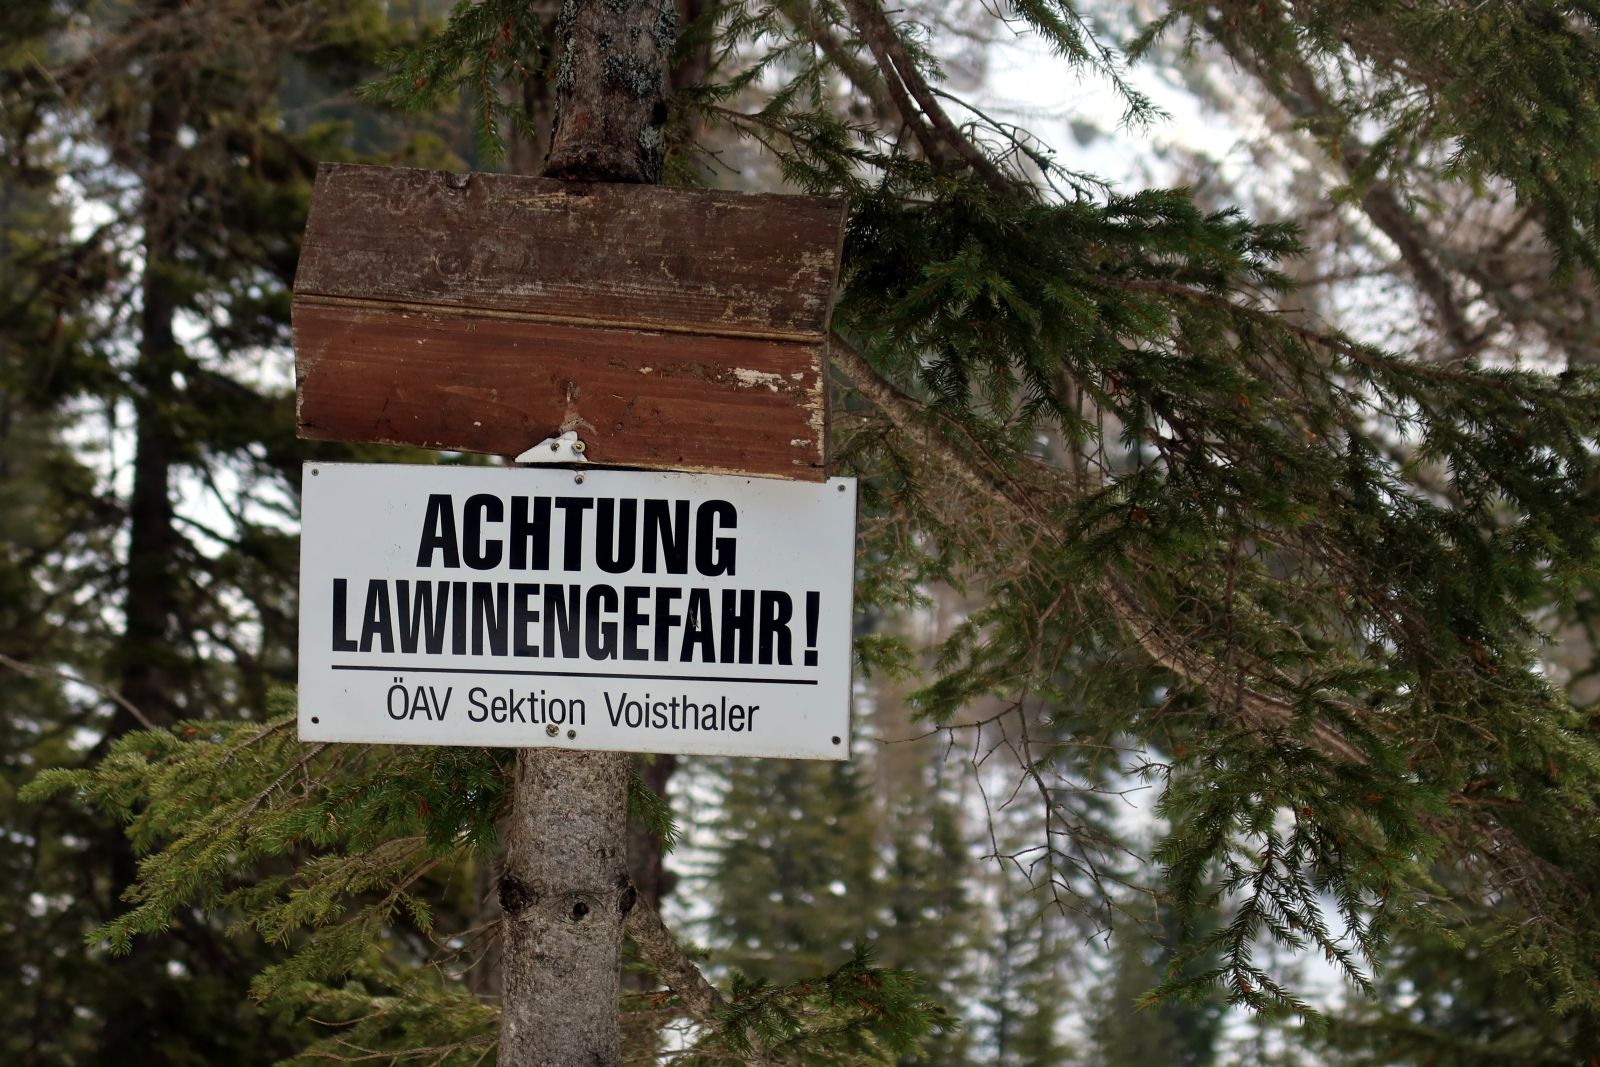 ACHTUNG
LAWINENGEFAHR!
ÖAV Sektion Voisthaler